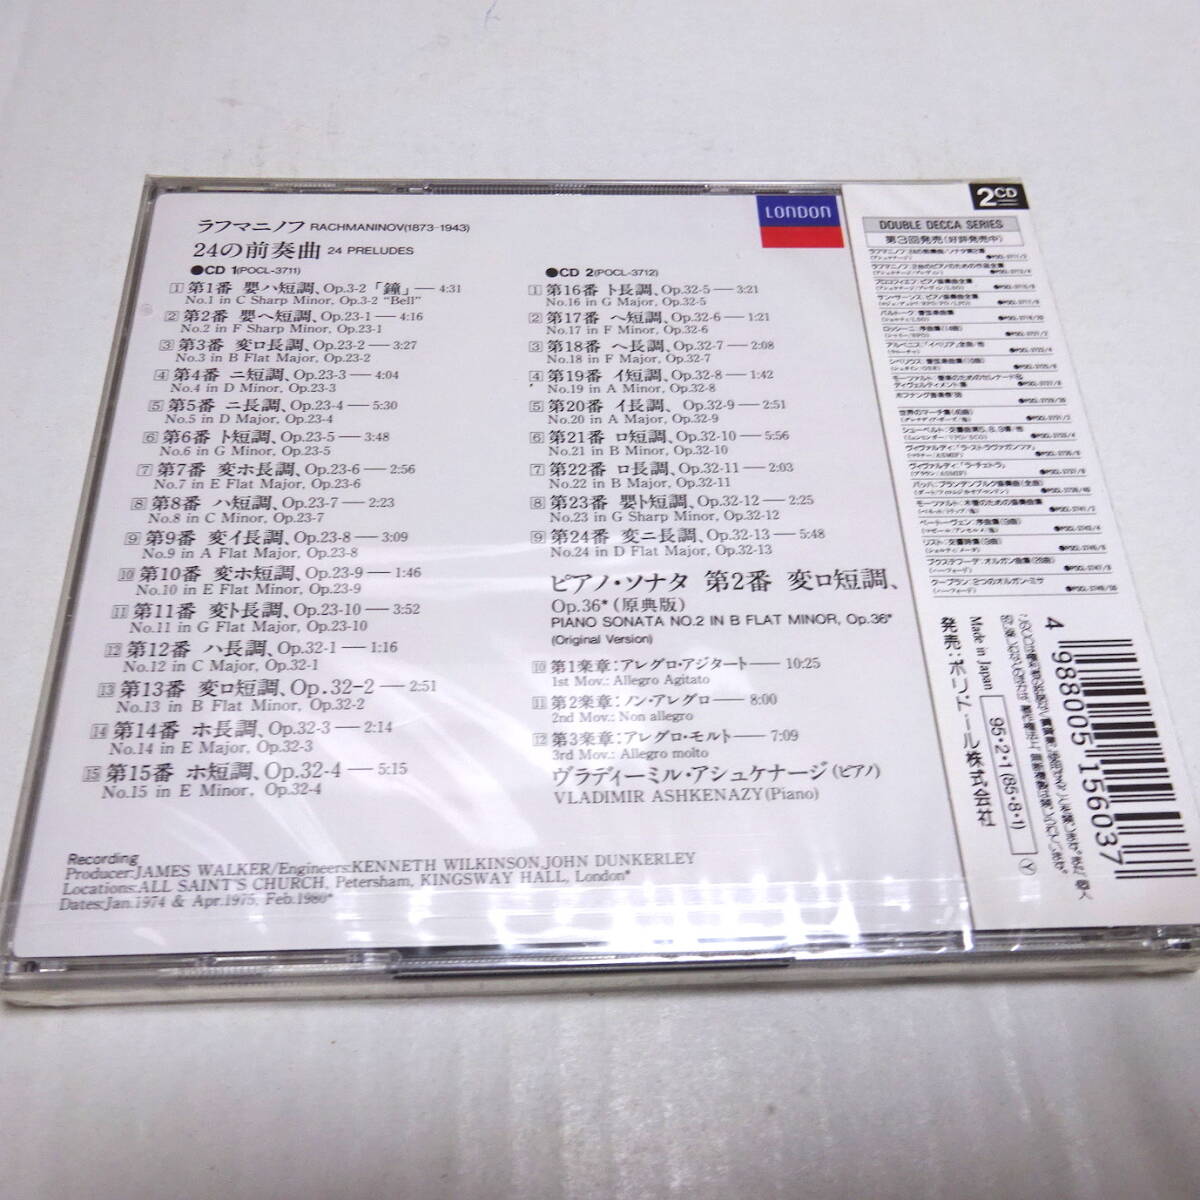 ラフマニノフ RACHMANINOV(1873-1943)
24の前奏曲 24 PRELUDES
●CD 1(POCL-3711)
1 第1番 嬰ハ短調、Op.3-2「鐘」— 4:31
No.1 in C Sharp Minor, Op.3-2 “Bell”
2 第2番 嬰ヘ短調、Op.23-1 — 4:16
No.2 in F Sharp Minor, Op.23-1
3 第3番 変ロ長調、Op.23-2 — 3:27
No.3 in B Flat Major, Op.23-2
4 第4番 ニ短調、Op.23-3 — 4:04
No.4 in D Minor, Op.23-3
5 第5番 ニ長調、Op.23-4 — 5:30
No.5 in D Major, Op.23-4
6 第6番 ト短調、Op.23-5 — 3:48
No.6 in G Minor, Op.23-5
7 第7番 変ホ長調、Op.23-6 — 2:56
No.7 in E Flat Major, Op.23-6
8 第8番 ハ短調、Op.23-7 — 2:23
No.8 in C Minor, Op.23-7
9 第9番 変イ長調、Op.23-8 — 3:09
No.9 in A Flat Major, Op.23-8
10 第10番 変ホ短調、Op.23-9 — 1:46
No.10 in E Flat Minor, Op.23-9
11 第11番 変ト長調、Op.23-10 — 3:52
No.11 in G Flat Major, Op.23-10
12 第12番 ハ長調、Op.32-1 — 1:16
No.12 in C Major, Op.32-1
13 第13番 変ロ短調、Op.32-2 — 2:51
No.13 in B Flat Minor, Op.32-2
14 第14番 ホ長調、Op.32-3 — 2:14
No.14 in E Major, Op.32-3
15 第15番 ホ短調、Op.32-4 — 5:15
No.15 in E Minor, Op.32-4
LONDON
●CD 2(POCL-3712)
1 第16番 ト長調、Op.32-5 — 3:21
No.16 in G Major, Op.32-5
2 第17番 ヘ短調、Op.32-6 — 1:21
No.17 in F Minor, Op.32-6
3 第18番 ヘ長調、Op.32-7 — 2:08
No.18 in F Major, Op.32-7
4 第19番 イ短調、Op.32-8 — 1:42
No.19 in A Minor, Op.32-8
5 第20番 イ長調、Op.32-9 — 2:51
No.20 in A Major, Op.32-9
6 第21番 ロ短調、Op.32-10 — 5:56
No.21 in B Minor, Op.32-10
7 第22番 ロ長調、Op.32-11 — 2:03
No.22 in B Major, Op.32-11
8 第23番 嬰ト短調、Op.32-12 — 2:25
No.23 in G Sharp Minor, Op.32-12
9 第24番 変ニ長調、Op.32-13 — 5:48
No.24 in D Flat Major, Op.32-13
ピアノ・ソナタ 第2番 変ロ短調、
Op.36*(原典版)
PIANO SONATA NO.2 IN B FLAT MINOR, Op.36*
(Original Version)
10 第1楽章：アレグロ・アジタート — 10:25
1st Mov.: Allegro Agitato
11 第2楽章：ノン・アレグロ — 8:00
2nd Mov.: Non allegro
12 第3楽章：アレグロ・モルト — 7:09
3rd Mov.: Allegro molto
ヴラディーミル・アシュケナージ(ピアノ)
VLADIMIR ASHKENAZY(Piano)
Recording
Producer:JAMES WALKER/Engineers:KENNETH WILKINSON,JOHN DUNKERLEY
Locations:ALL SAINT'S CHURCH, Petersham, KINGSWAY HALL, London*
Dates:Jan.1974 & Apr.1975, Feb.1980*
2CD
DOUBLE DECCA SERIES
第3回発売(好評発売中)
世界のマーチ集(40曲)
4 988005 156037
Made in Japan
95・2・1(85・8・1)
発売：ポリドール株式会社